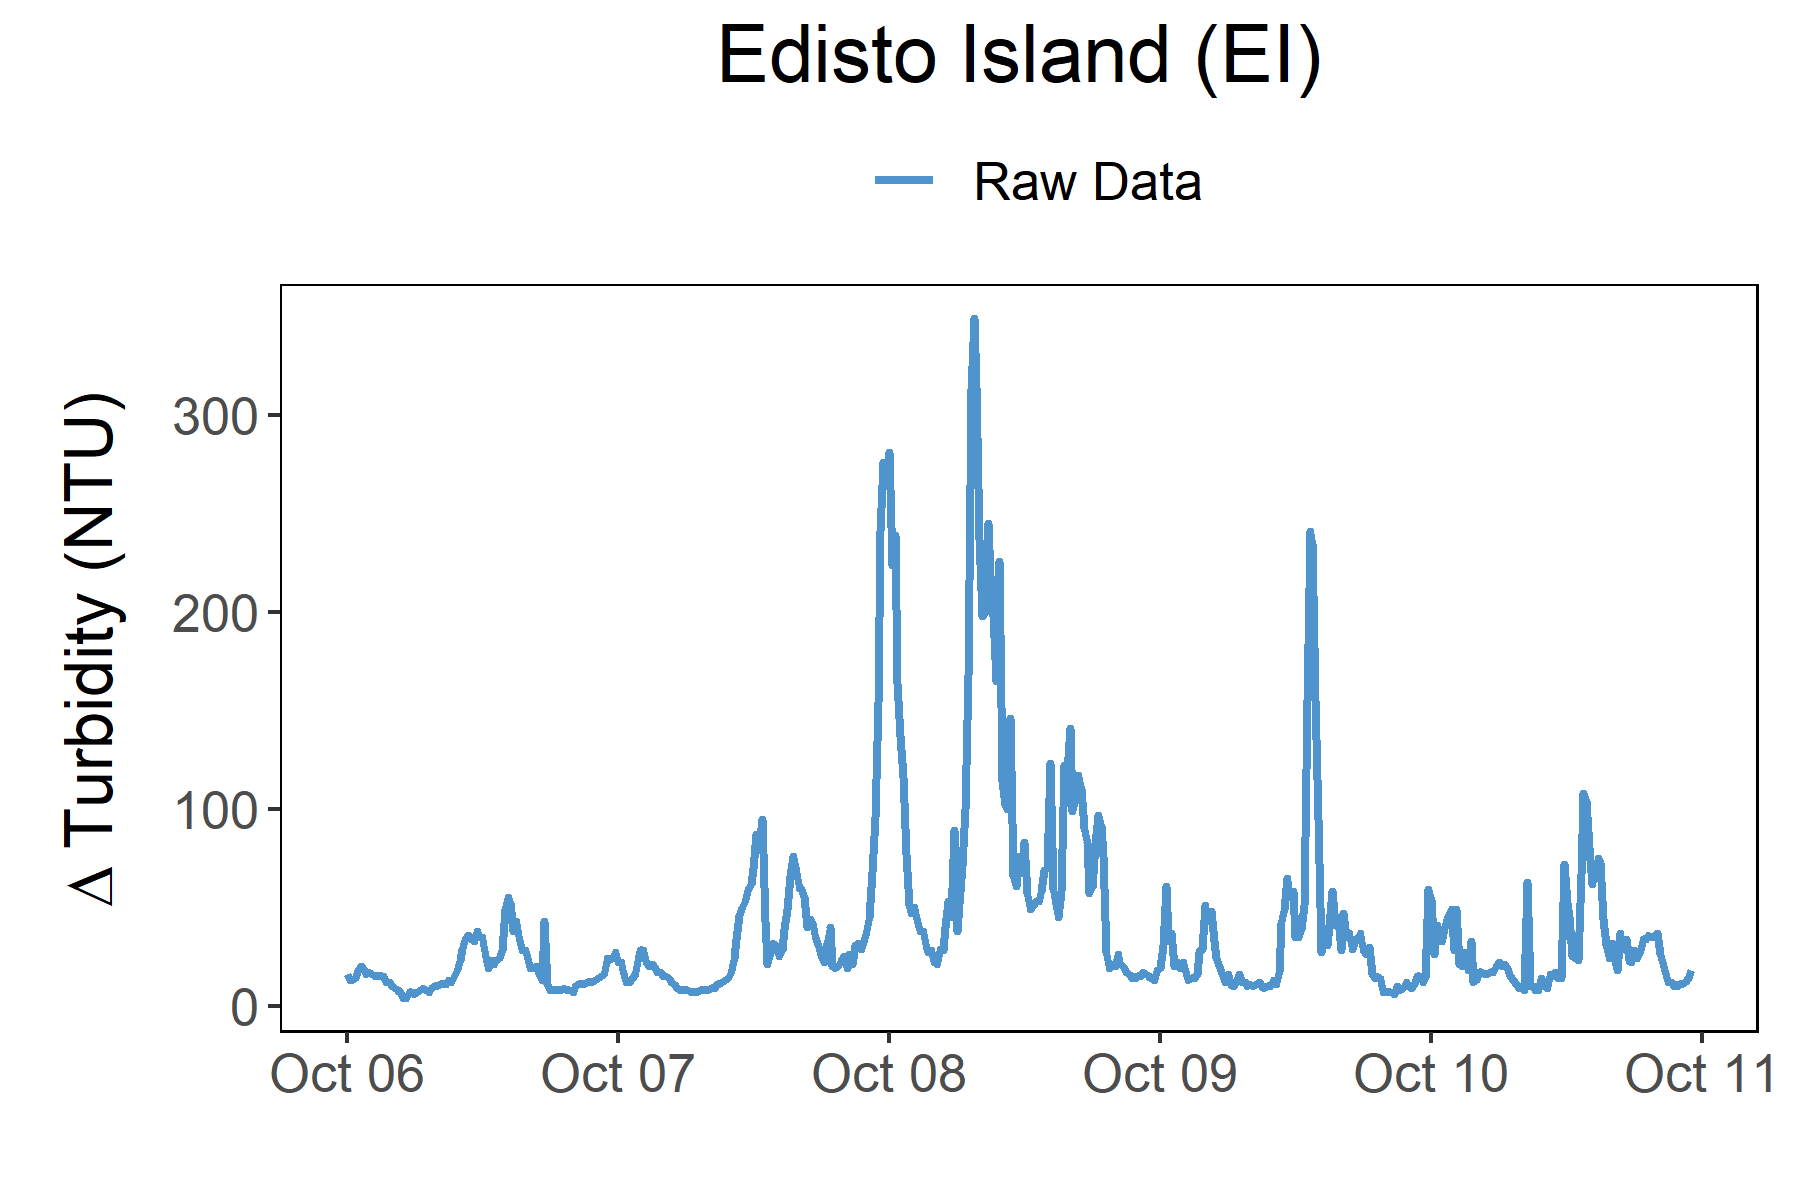 Edisto Island (EI)
Raw Data
Δ Turbidity (NTU)
300
200
100
0
Oct 06 Oct 07 Oct 08 Oct 09 Oct 10 Oct 11